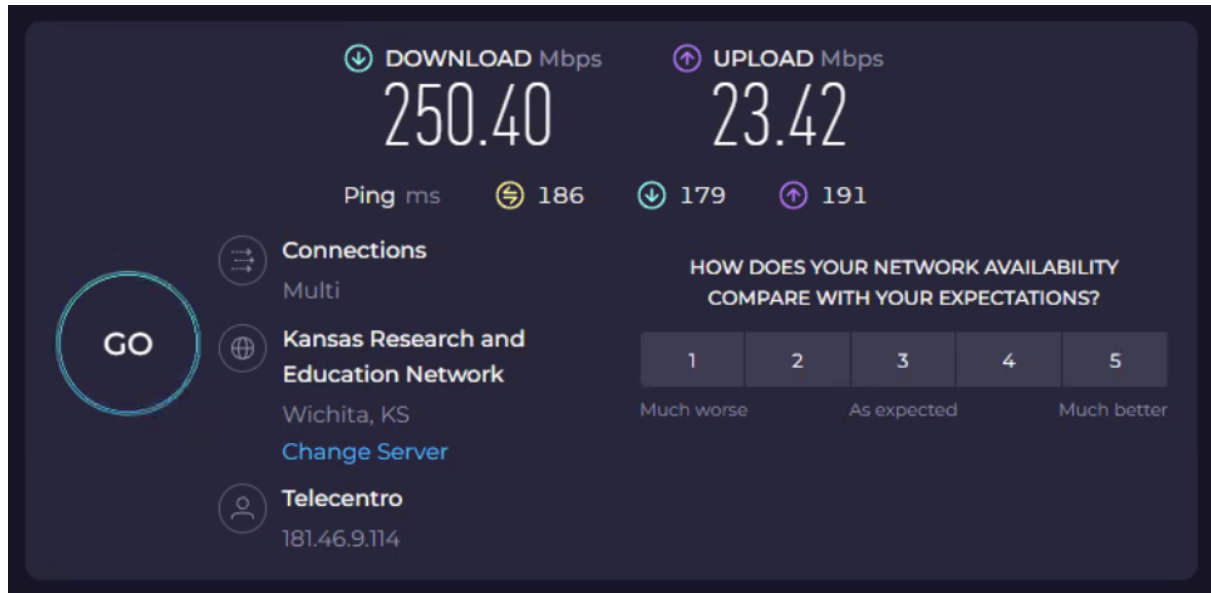 DOWNLOAD Mbps
250.40
UPLOAD Mbps
23.42
Ping ms 186 179 191
GO
Connections
Multi
Kansas Research and
Education Network
Wichita, KS
Change Server
Telecentro
181.46.9.114
HOW DOES YOUR NETWORK AVAILABILITY
COMPARE WITH YOUR EXPECTATIONS?
1 2 3 4 5
Much worse As expected Much better